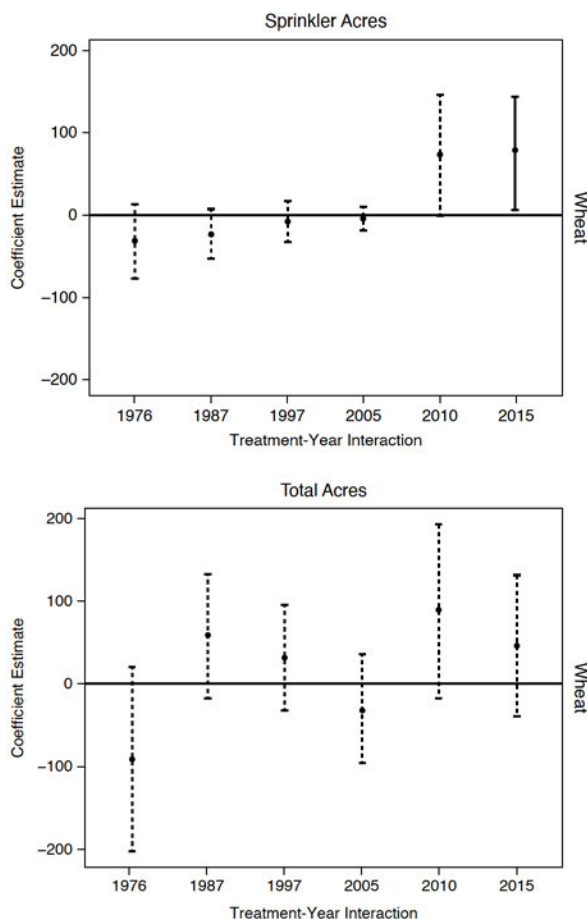 Sprinkler Acres
200
100
0
−100
−200
Coefficient Estimate
Wheat
1976 1987 1997 2005 2010 2015
Treatment-Year Interaction
Total Acres
200
100
0
−100
−200
Coefficient Estimate
Wheat
1976 1987 1997 2005 2010 2015
Treatment-Year Interaction